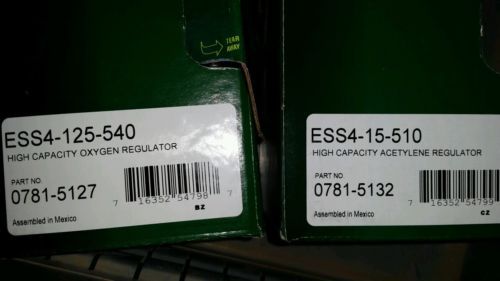 TEAR
AWAY
ESS4-125-540
HIGH CAPACITY OXYGEN REGULATOR
PART NO
0781-5127
7 16352 54798 7
BZ
Assembled in Mexico
ESS4-15-510
HIGH CAPACITY ACETYLENE REGULATOR
PART NO.
0781-5132
7 16352 54799
CZ
Assembled in Mexico